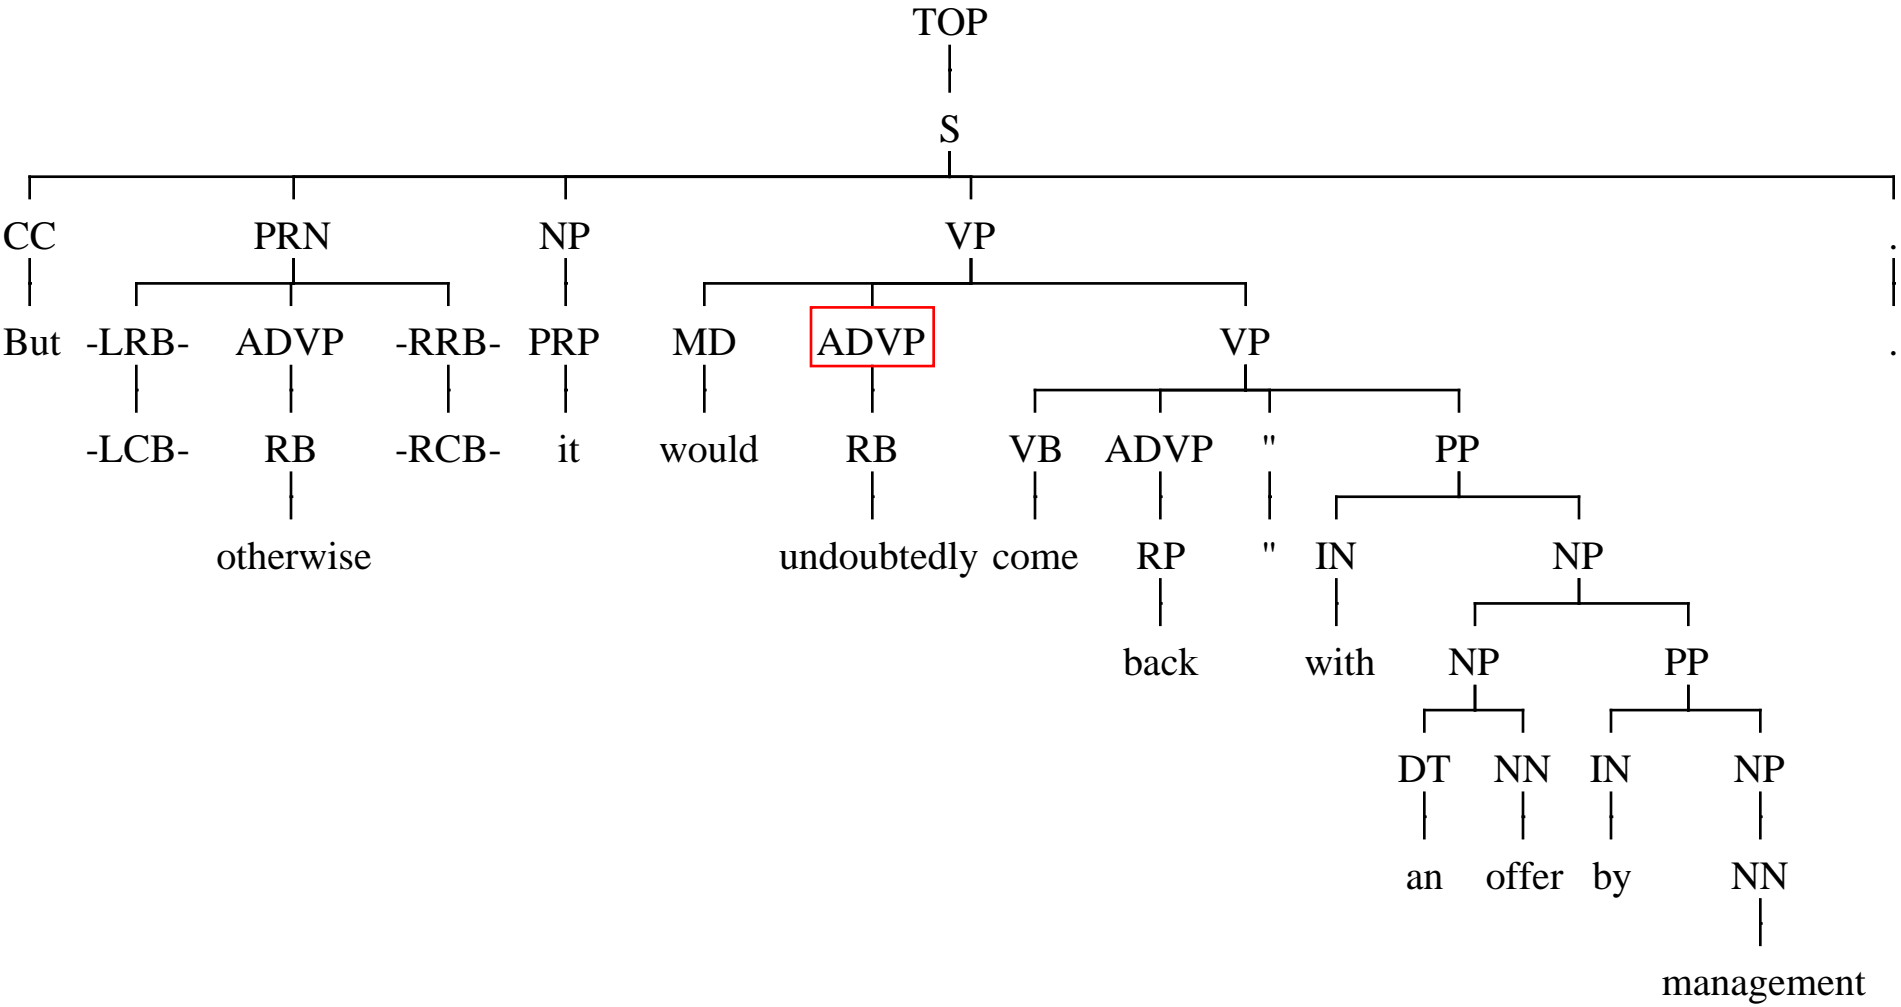 TOP
S
CC PRN NP VP .
But -LRB- ADVP -RRB- PRP MD ADVP VP .
-LCB- RB -RCB- it would RB VB ADVP " PP
otherwise undoubtedly come RP " IN NP
back with NP PP
DT NN IN NP
an offer by NN
management